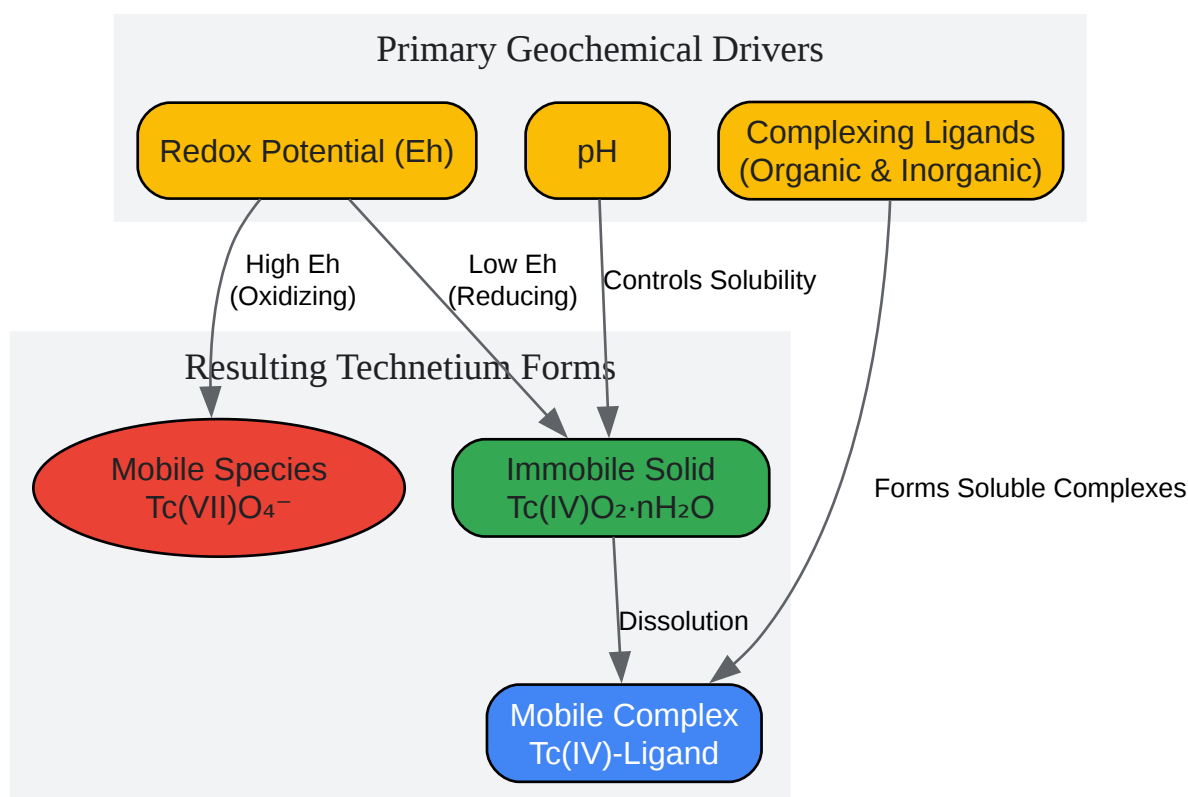 Primary Geochemical Drivers
Redox Potential (Eh)
pH
Complexing Ligands
(Organic & Inorganic)
High Eh
(Oxidizing)
Low Eh
(Reducing)
Controls Solubility
Resulting Technetium Forms
Mobile Species
Tc(VII)O₄⁻
Immobile Solid
Tc(IV)O₂·nH₂O
Forms Soluble Complexes
Dissolution
Mobile Complex
Tc(IV)-Ligand